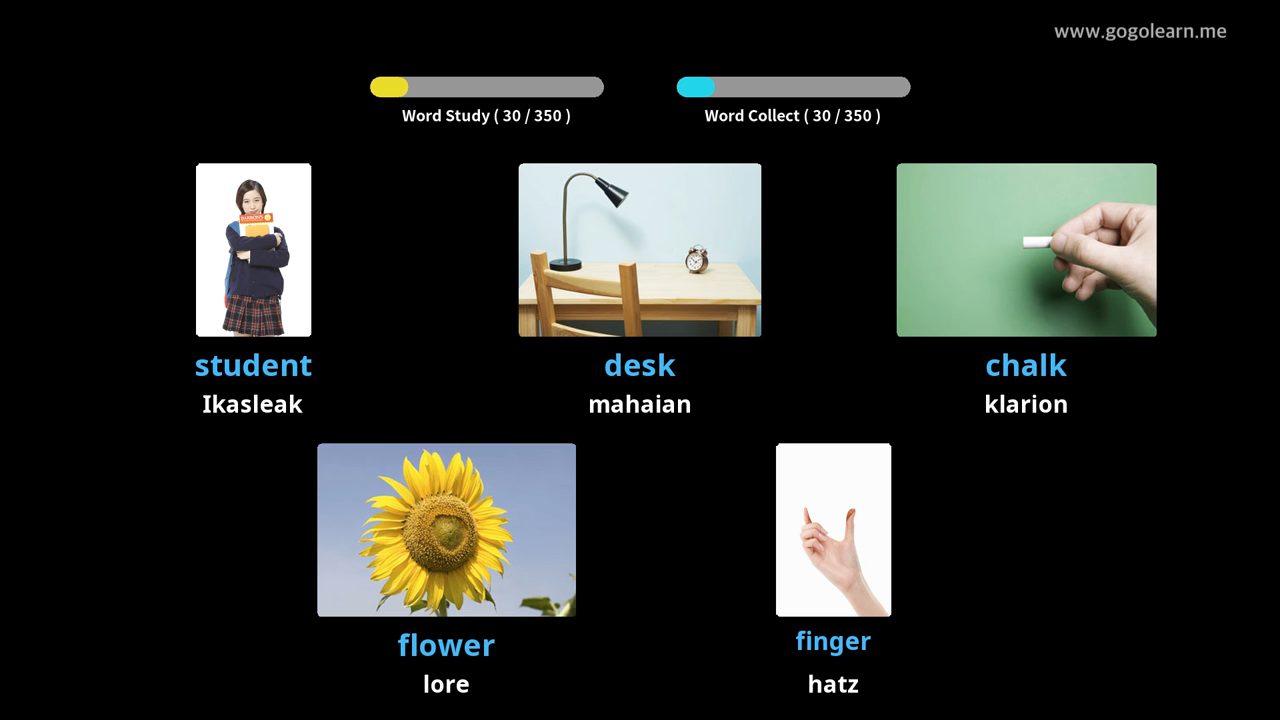 www.gogolearn.me
Word Study ( 30 / 350 )
Word Collect ( 30 / 350 )
student
Ikasleak
desk
mahaian
chalk
klarion
flower
lore
finger
hatz